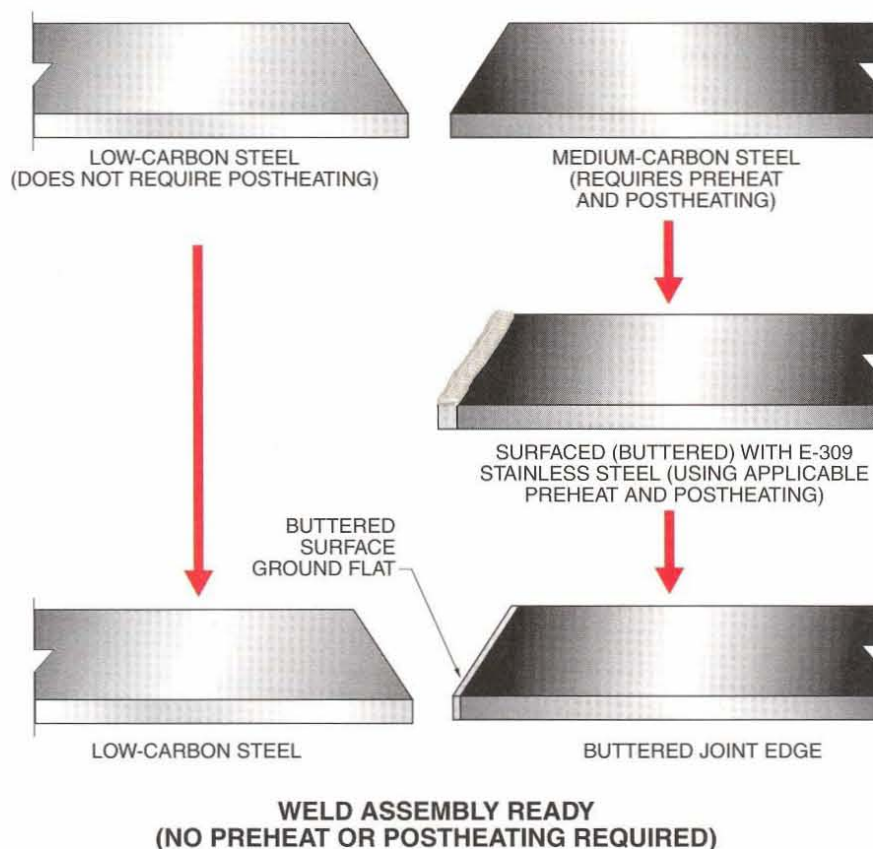 LOW-CARBON STEEL
(DOES NOT REQUIRE POSTHEATING)
MEDIUM-CARBON STEEL
(REQUIRES PREHEAT
AND POSTHEATING)
SURFACED (BUTTERED) WITH E-309
STAINLESS STEEL (USING APPLICABLE
PREHEAT AND POSTHEATING)
BUTTERED
SURFACE
GROUND FLAT
LOW-CARBON STEEL
BUTTERED JOINT EDGE
WELD ASSEMBLY READY
(NO PREHEAT OR POSTHEATING REQUIRED)